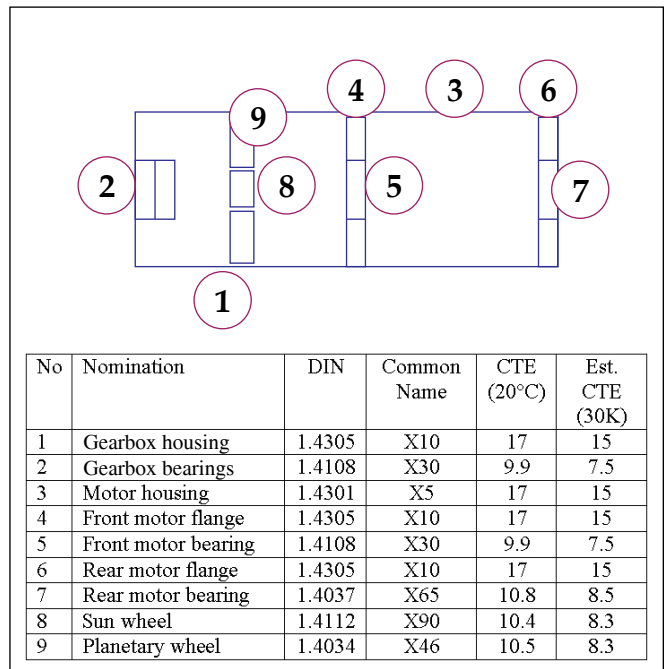 4 3 6
9
2 8 5 7
1
No Nomination DIN Common Name CTE (20°C) Est. CTE (30K)
1 Gearbox housing 1.4305 X10 17 15
2 Gearbox bearings 1.4108 X30 9.9 7.5
3 Motor housing 1.4301 X5 17 15
4 Front motor flange 1.4305 X10 17 15
5 Front motor bearing 1.4108 X30 9.9 7.5
6 Rear motor flange 1.4305 X10 17 15
7 Rear motor bearing 1.4037 X65 10.8 8.5
8 Sun wheel 1.4112 X90 10.4 8.3
9 Planetary wheel 1.4034 X46 10.5 8.3